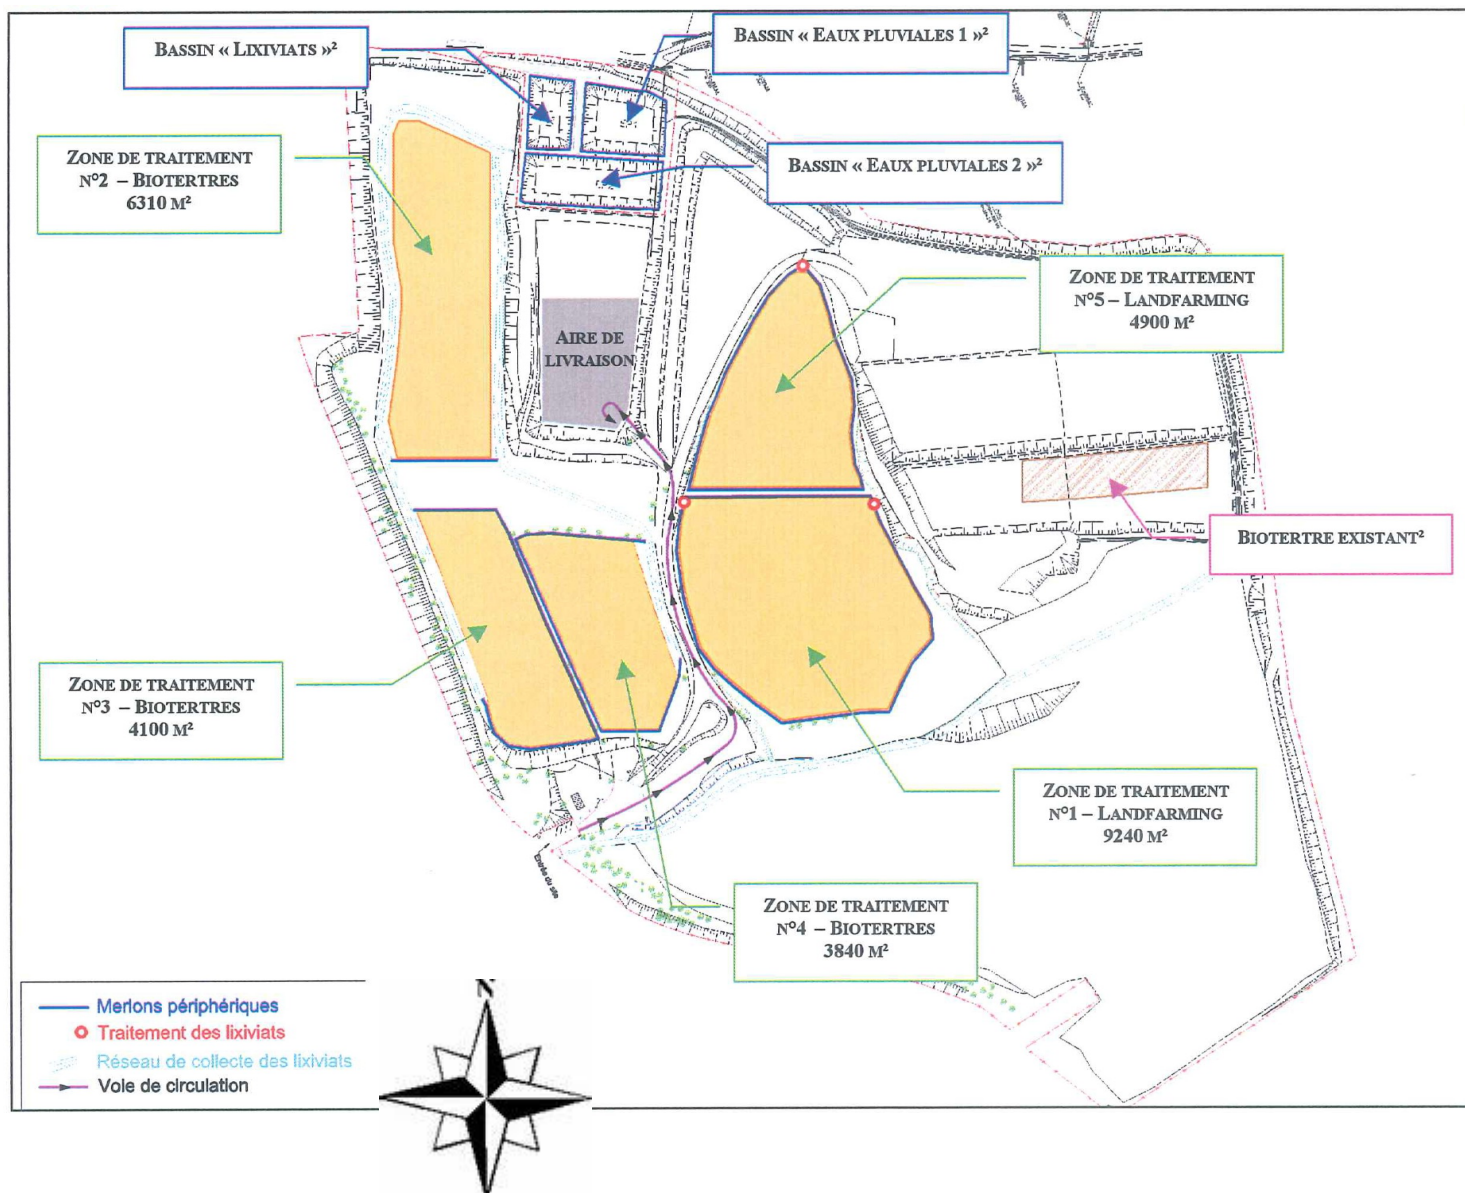 BASSIN « LIXIVIATS »²
BASSIN « EAUX PLUVIALES 1 »²
ZONE DE TRAITEMENT
N°2 – BIOTERTRES
6310 M²
BASSIN « EAUX PLUVIALES 2 »²
ZONE DE TRAITEMENT
N°5 – LANDFARMING
4900 M²
AIRE DE
LIVRAISON
BIOTERTRE EXISTANT²
ZONE DE TRAITEMENT
N°3 – BIOTERTRES
4100 M²
ZONE DE TRAITEMENT
N°1 – LANDFARMING
9240 M²
Entrée du site
ZONE DE TRAITEMENT
N°4 – BIOTERTRES
3840 M²
Merlons périphériques
Traitement des lixiviats
Réseau de collecte des lixiviats
Voie de circulation
N